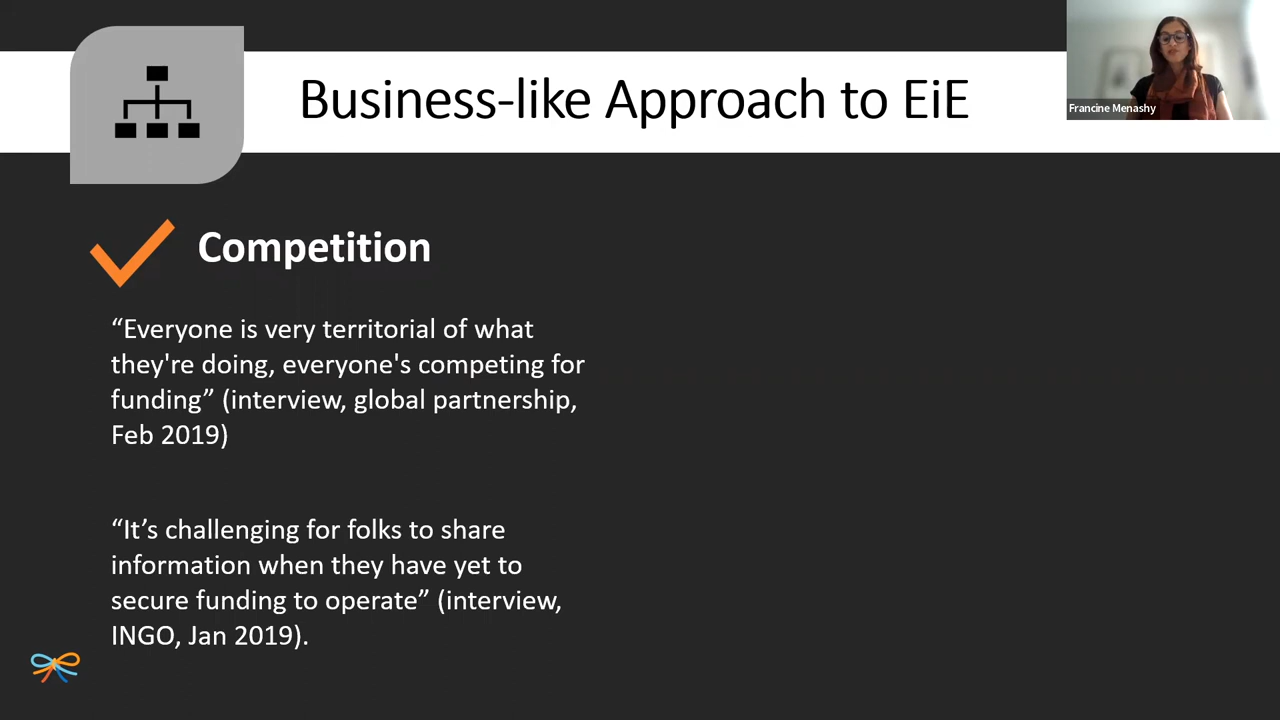 Business-like Approach to EiE
Francine Menashy
Competition
“Everyone is very territorial of what
they're doing, everyone's competing for
funding” (interview, global partnership,
Feb 2019)
“It’s challenging for folks to share
information when they have yet to
secure funding to operate” (interview,
INGO, Jan 2019).